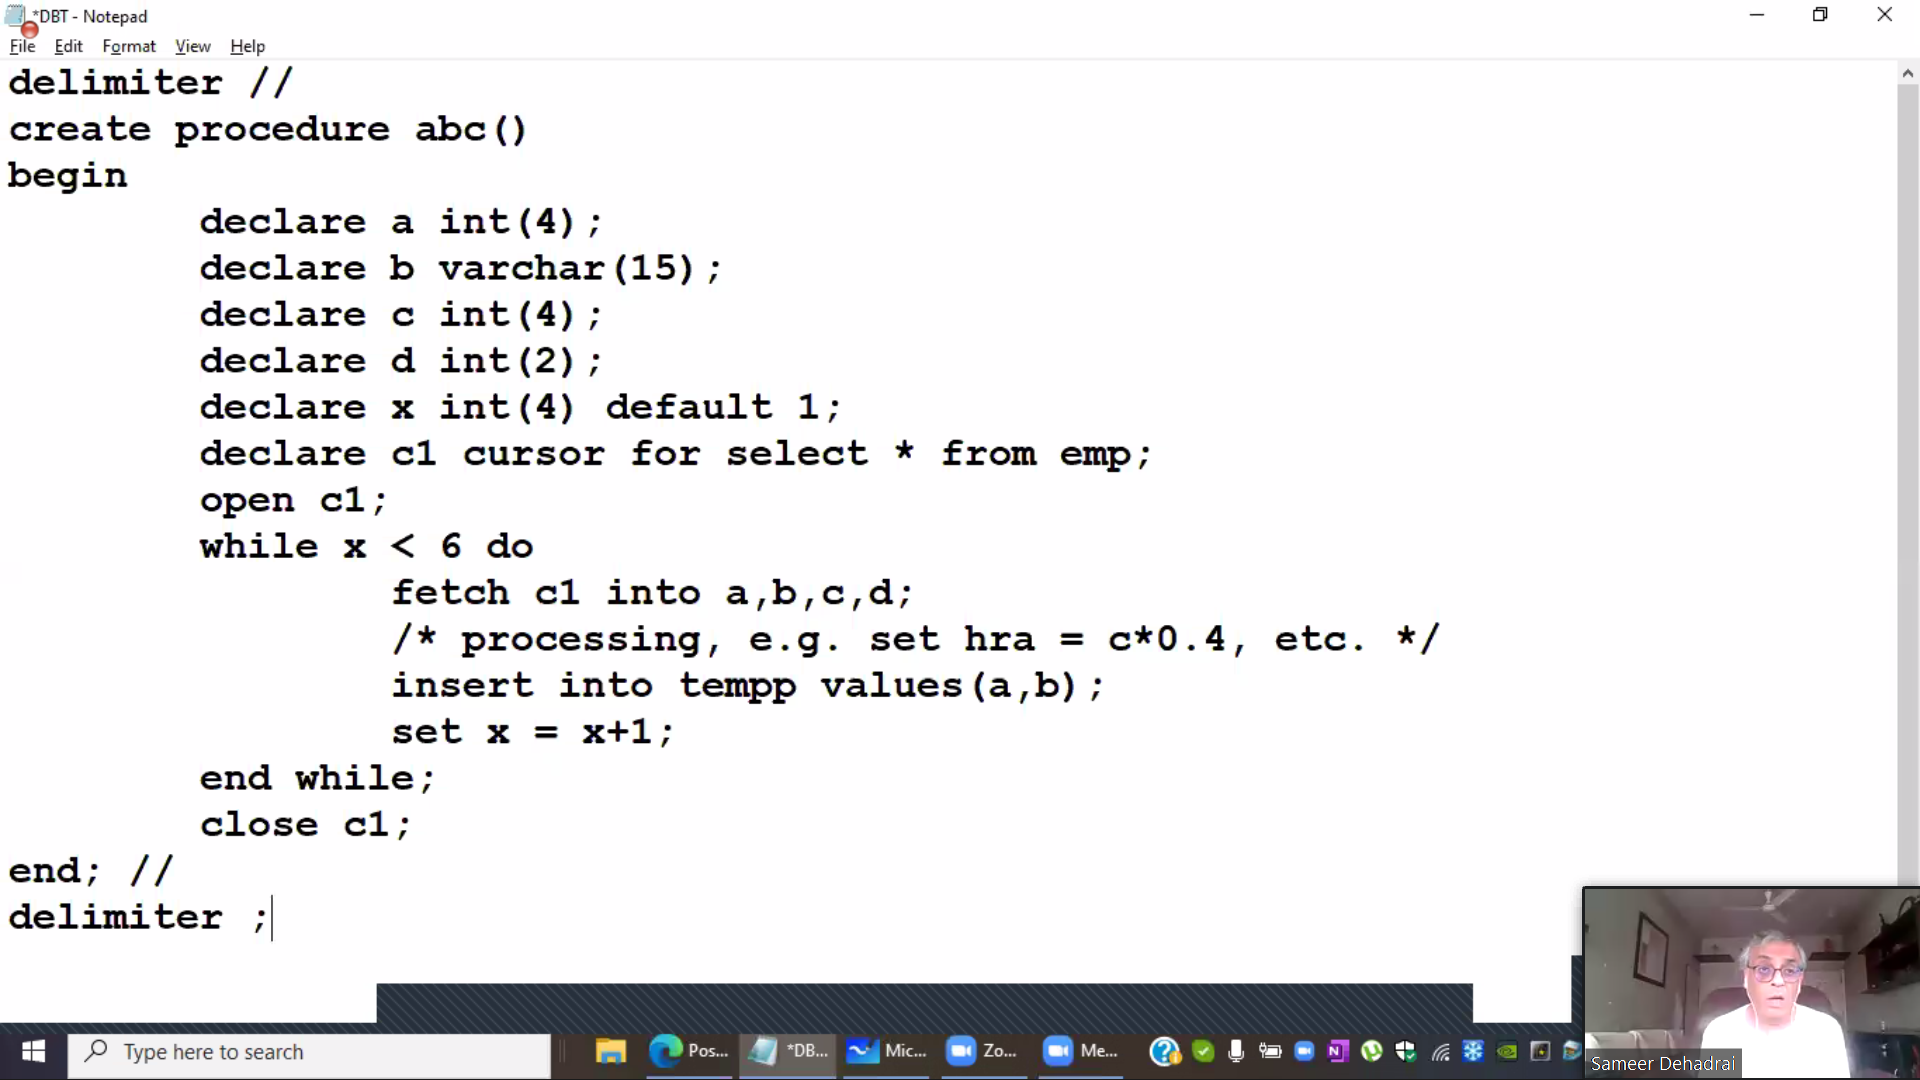 *DBT - Notepad
File Edit Format View Help
delimiter //
create procedure abc()
begin
declare a int(4);
declare b varchar(15);
declare c int(4);
declare d int(2);
declare x int(4) default 1;
declare c1 cursor for select * from emp;
open c1;
while x < 6 do
fetch c1 into a,b,c,d;
/* processing, e.g. set hra = c*0.4, etc. */
insert into tempp values(a,b);
set x = x+1;
end while;
close c1;
end; //
delimiter ;
Type here to search
Pos... *DB... Mic... Zo... Me...
Sameer Dehadrai